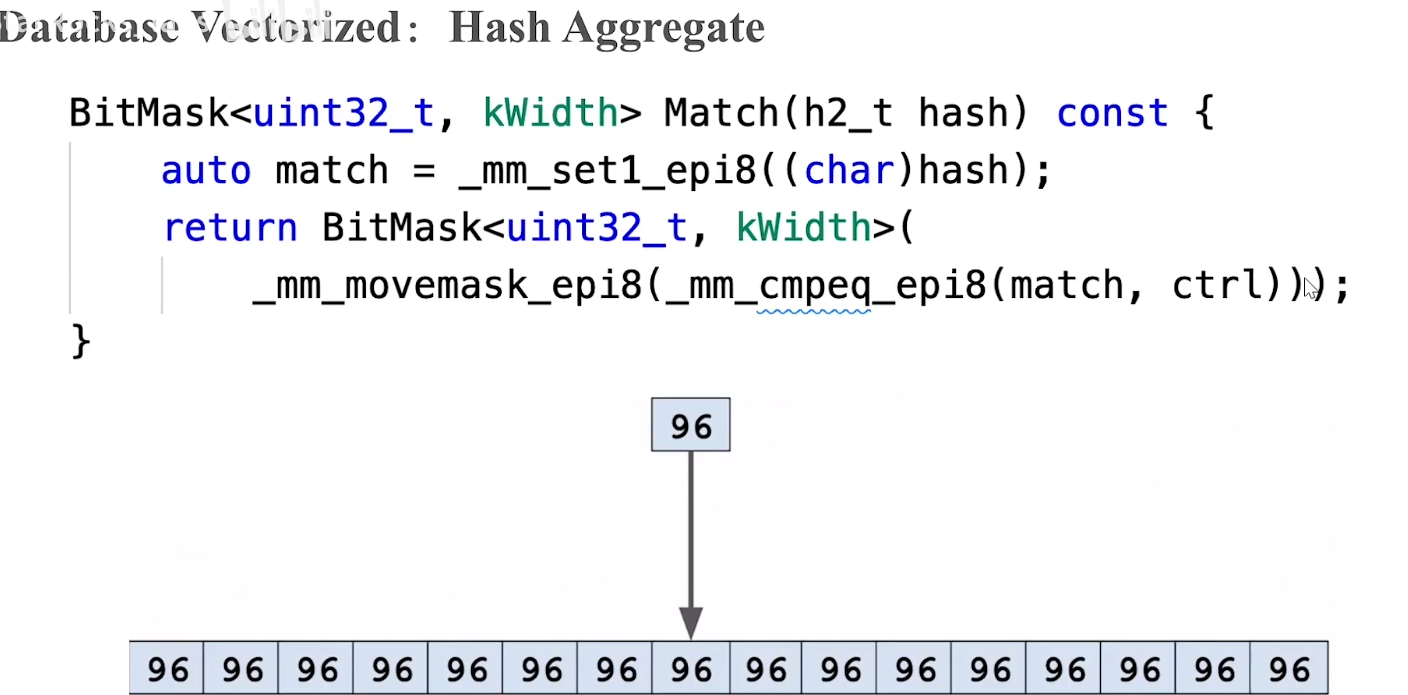 Database Vectorized: Hash Aggregate
BitMask<uint32_t, kWidth> Match(h2_t hash) const {
    auto match = _mm_set1_epi8((char)hash);
    return BitMask<uint32_t, kWidth>(
        _mm_movemask_epi8(_mm_cmpeq_epi8(match, ctrl)));
}
96
96 96 96 96 96 96 96 96 96 96 96 96 96 96 96 96